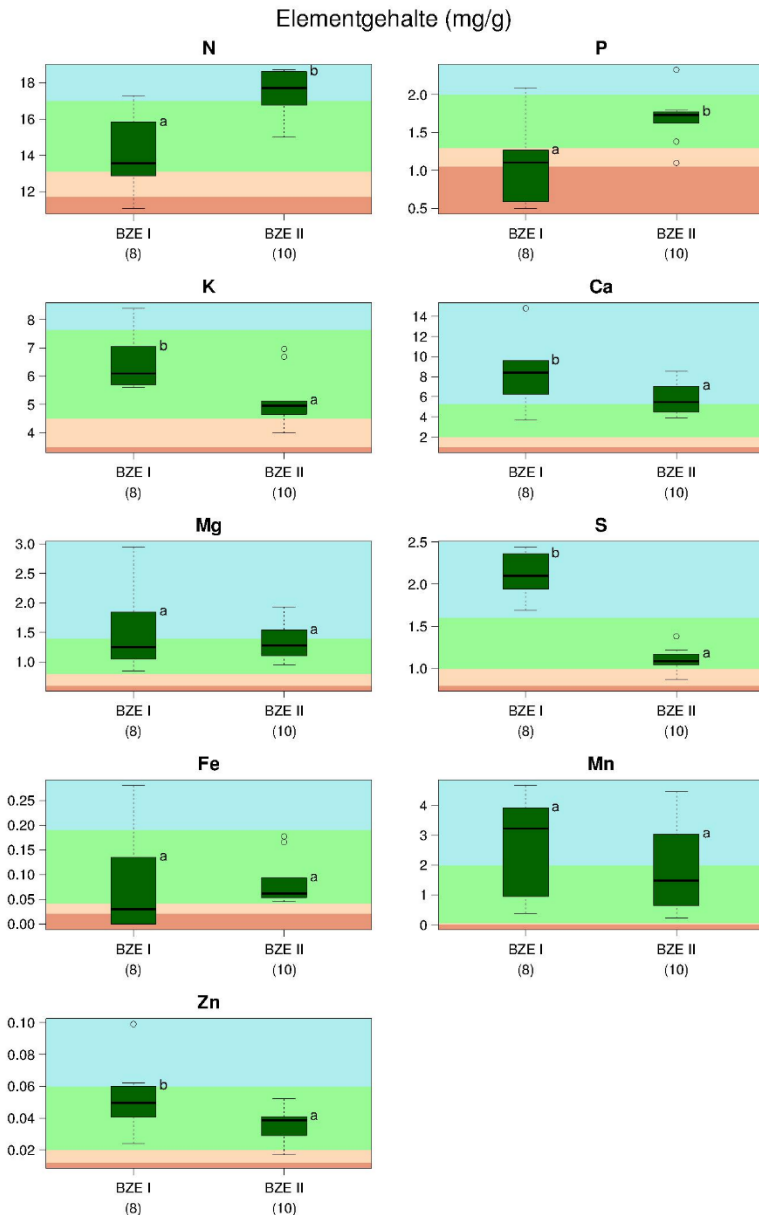 Elementgehalte (mg/g)
N
18
16
14
12
a
b
BZE I
(8)
BZE II
(10)
P
2.0
1.5
1.0
0.5
a
b
BZE I
(8)
BZE II
(10)
K
8
7
6
5
4
b
a
BZE I
(8)
BZE II
(10)
Ca
14
12
10
8
6
4
2
b
a
BZE I
(8)
BZE II
(10)
Mg
3.0
2.5
2.0
1.5
1.0
a
a
BZE I
(8)
BZE II
(10)
S
2.5
2.0
1.5
1.0
b
a
BZE I
(8)
BZE II
(10)
Fe
0.25
0.20
0.15
0.10
0.05
0.00
a
a
BZE I
(8)
BZE II
(10)
Mn
4
3
2
1
0
a
a
BZE I
(8)
BZE II
(10)
Zn
0.10
0.08
0.06
0.04
0.02
b
a
BZE I
(8)
BZE II
(10)